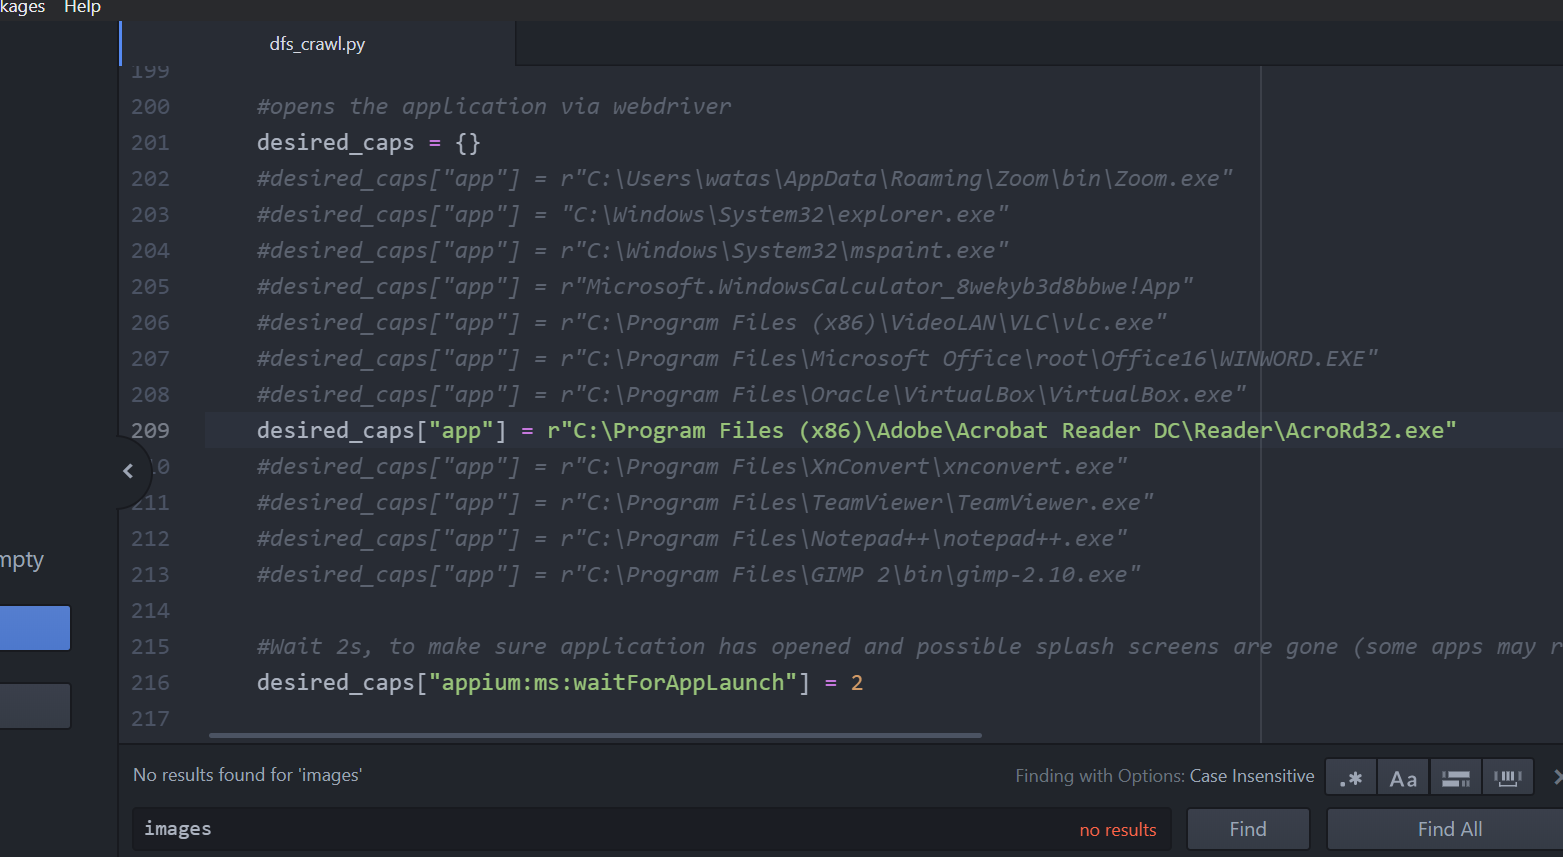 kages Help
dfs_crawl.py
199
200 #opens the application via webdriver
201 desired_caps = {}
202 #desired_caps["app"] = r"C:\Users\watas\AppData\Roaming\Zoom\bin\Zoom.exe"
203 #desired_caps["app"] = "C:\Windows\System32\explorer.exe"
204 #desired_caps["app"] = r"C:\Windows\System32\mspaint.exe"
205 #desired_caps["app"] = r"Microsoft.WindowsCalculator_8wekyb3d8bbwe!App"
206 #desired_caps["app"] = r"C:\Program Files (x86)\VideoLAN\VLC\vlc.exe"
207 #desired_caps["app"] = r"C:\Program Files\Microsoft Office\root\Office16\WINWORD.EXE"
208 #desired_caps["app"] = r"C:\Program Files\Oracle\VirtualBox\VirtualBox.exe"
209 desired_caps["app"] = r"C:\Program Files (x86)\Adobe\Acrobat Reader DC\Reader\AcroRd32.exe"
10 #desired_caps["app"] = r"C:\Program Files\XnConvert\xnconvert.exe"
211 #desired_caps["app"] = r"C:\Program Files\TeamViewer\TeamViewer.exe"
212 #desired_caps["app"] = r"C:\Program Files\Notepad++\notepad++.exe"
213 #desired_caps["app"] = r"C:\Program Files\GIMP 2\bin\gimp-2.10.exe"
mpty
214
215 #Wait 2s, to make sure application has opened and possible splash screens are gone (some apps may r
216 desired_caps["appium:ms:waitForAppLaunch"] = 2
217
No results found for 'images' Finding with Options: Case Insensitive .* Aa
images no results Find Find All